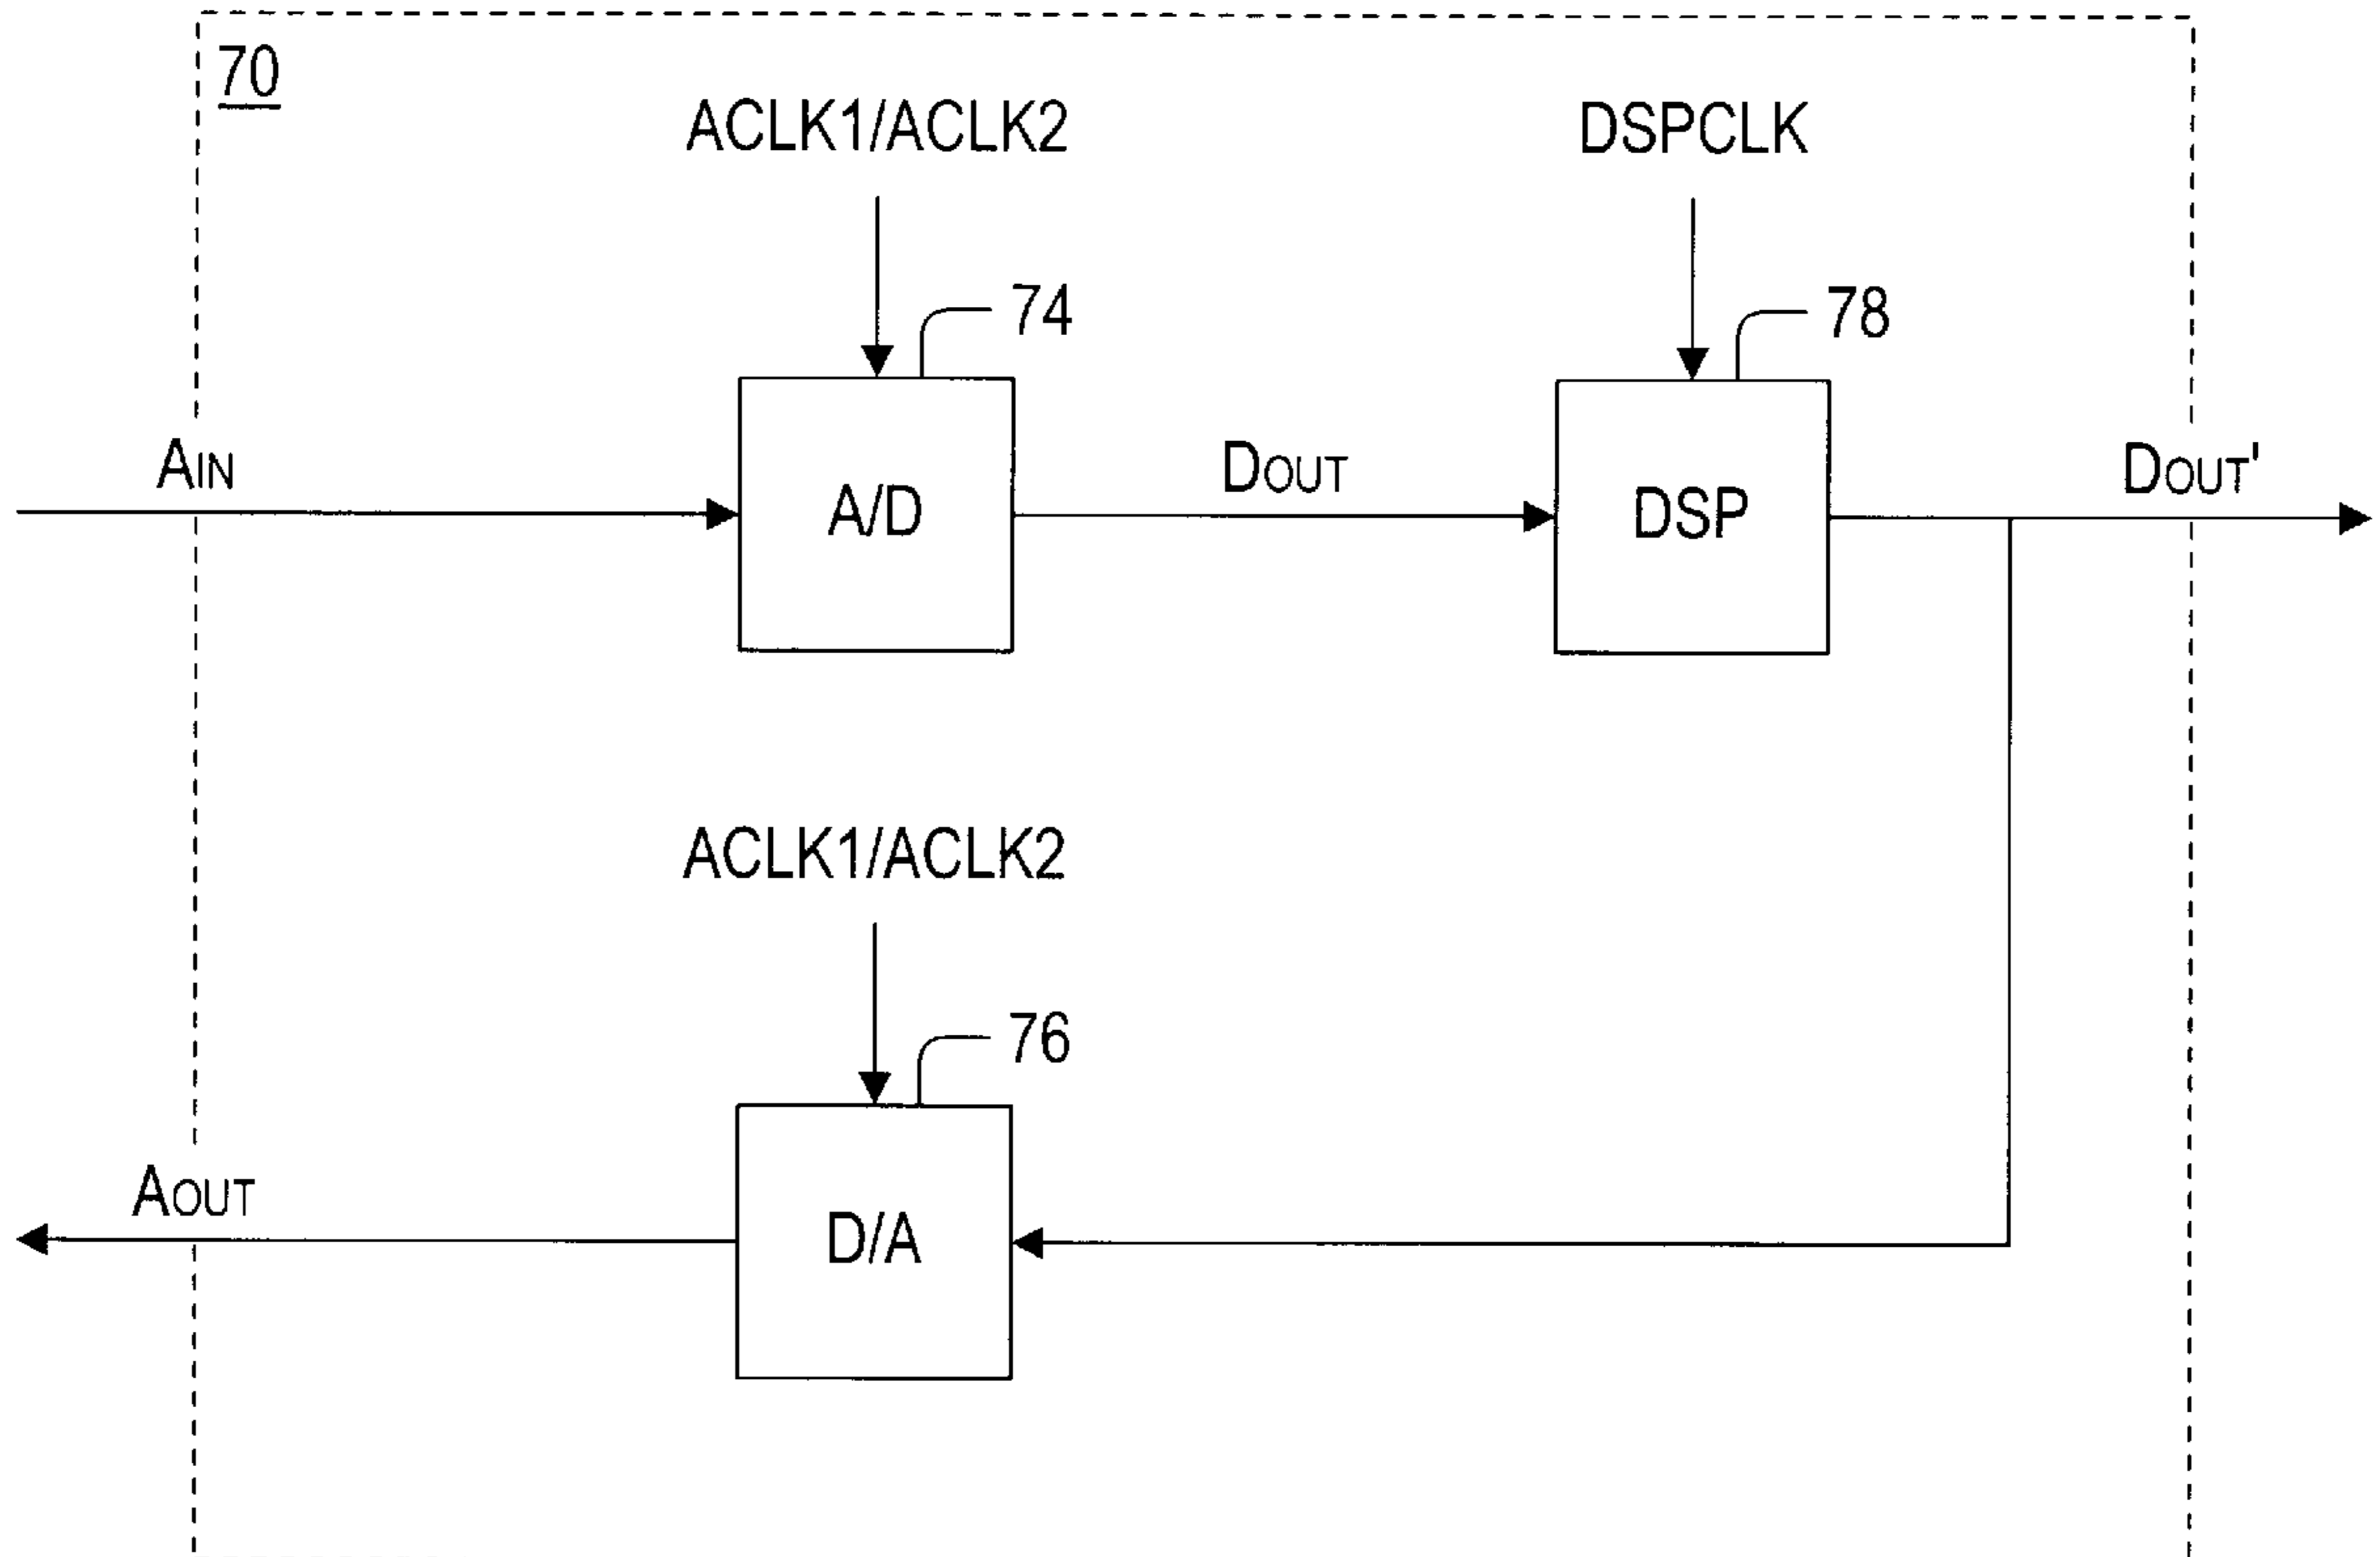 70
ACLK1/ACLK2
DSPCLK
74
78
AIN
A/D
DOUT
DSP
DOUT'
ACLK1/ACLK2
76
AOUT
D/A